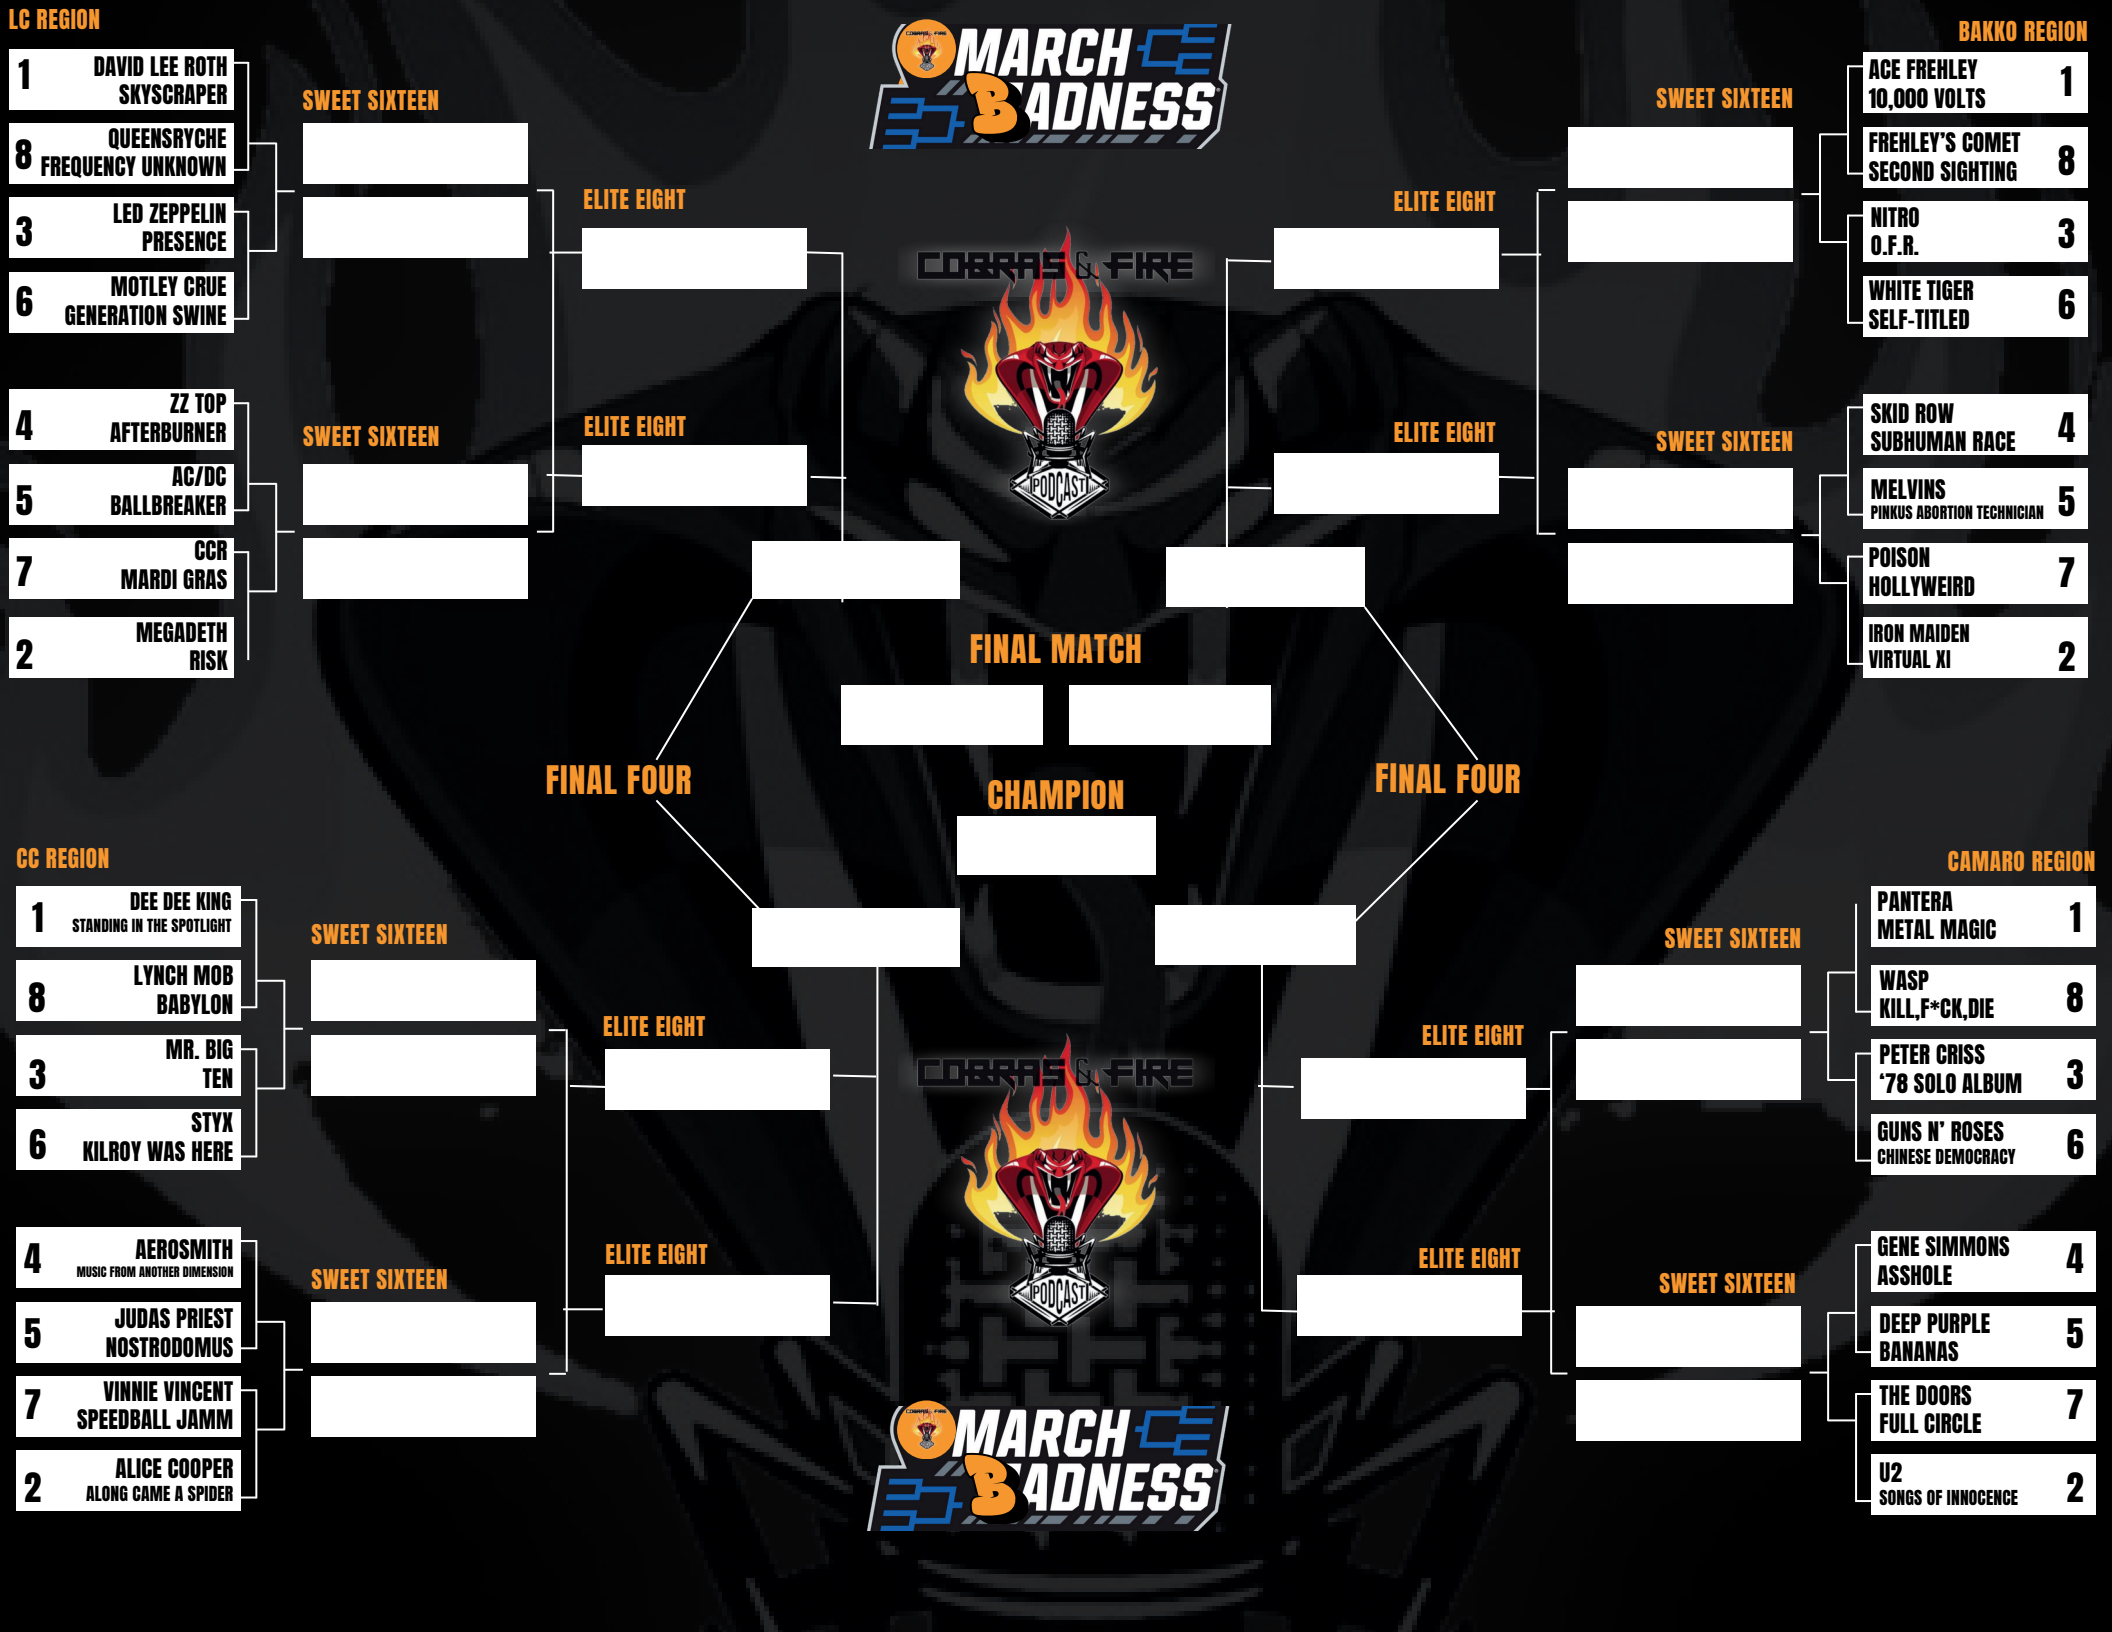 LC REGION
1
DAVID LEE ROTH
SKYSCRAPER
8
QUEENSRYCHE
FREQUENCY UNKNOWN
3
LED ZEPPELIN
PRESENCE
6
MOTLEY CRUE
GENERATION SWINE
4
ZZ TOP
AFTERBURNER
5
AC/DC
BALLBREAKER
7
CCR
MARDI GRAS
2
MEGADETH
RISK
SWEET SIXTEEN
SWEET SIXTEEN
ELITE EIGHT
ELITE EIGHT
COBRAS & FIRE
MARCH
BADNESS
COBRAS & FIRE
PODCAST
BAKKO REGION
ACE FREHLEY
10,000 VOLTS
1
FREHLEY'S COMET
SECOND SIGHTING
8
NITRO
O.F.R.
3
WHITE TIGER
SELF-TITLED
6
SKID ROW
SUBHUMAN RACE
4
MELVINS
PINKUS ABORTION TECHNICIAN
5
POISON
HOLLYWEIRD
7
IRON MAIDEN
VIRTUAL XI
2
SWEET SIXTEEN
SWEET SIXTEEN
ELITE EIGHT
ELITE EIGHT
FINAL MATCH
FINAL FOUR
FINAL FOUR
CHAMPION
CC REGION
1
DEE DEE KING
STANDING IN THE SPOTLIGHT
8
LYNCH MOB
BABYLON
3
MR. BIG
TEN
6
STYX
KILROY WAS HERE
4
AEROSMITH
MUSIC FROM ANOTHER DIMENSION
5
JUDAS PRIEST
NOSTRODOMUS
7
VINNIE VINCENT
SPEEDBALL JAMM
2
ALICE COOPER
ALONG CAME A SPIDER
SWEET SIXTEEN
SWEET SIXTEEN
ELITE EIGHT
ELITE EIGHT
COBRAS & FIRE
PODCAST
COBRAS & FIRE
MARCH
BADNESS
CAMARO REGION
PANTERA
METAL MAGIC
1
WASP
KILL,F*CK,DIE
8
PETER CRISS
‘78 SOLO ALBUM
3
GUNS N’ ROSES
CHINESE DEMOCRACY
6
GENE SIMMONS
ASSHOLE
4
DEEP PURPLE
BANANAS
5
THE DOORS
FULL CIRCLE
7
U2
SONGS OF INNOCENCE
2
SWEET SIXTEEN
SWEET SIXTEEN
ELITE EIGHT
ELITE EIGHT